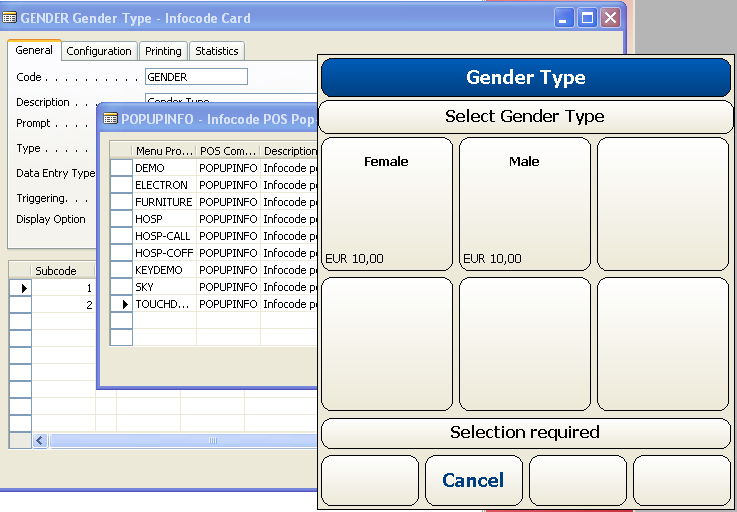 GENDER Gender Type - Infocode Card
General
Configuration
Printing
Statistics
Code . . . . . . . . . . GENDER
Description . . .
Prompt . . . .
Type . . . . .
Data Entry Type
Triggering. . .
Display Option
Subcode
1
2
POPUPINFO - Infocode POS Pop
Menu Pro... POS Com... Description
DEMO POPUPINFO Infocode p
ELECTRON POPUPINFO Infocode p
FURNITURE POPUPINFO Infocode p
HOSP POPUPINFO Infocode p
HOSP-CALL POPUPINFO Infocode p
HOSP-COFF POPUPINFO Infocode p
KEYDEMO POPUPINFO Infocode p
SKY POPUPINFO Infocode p
TOUCHD... POPUPINFO Infocode p
Gender Type
Select Gender Type
Female
EUR 10,00
Male
EUR 10,00
Selection required
Cancel